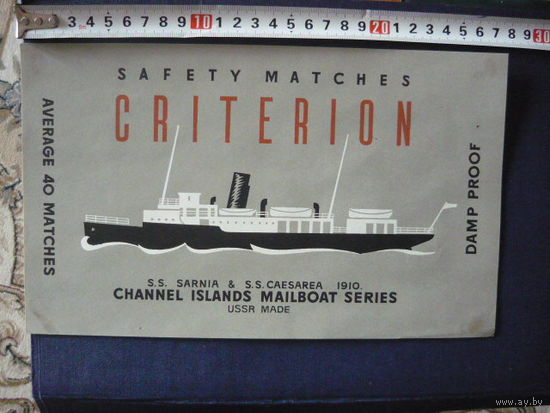 3 4 5 6 7 8 9 10 1 2 3 4 5 6 7 8 9 20 1 2 3 4 5 6 7 8 9 30
SAFETY MATCHES
CRITERION
AVERAGE 40 MATCHES
DAMP PROOF
S.S. SARNIA & S.S. CAESAREA 1910.
CHANNEL ISLANDS MAILBOAT SERIES
USSR MADE
www.ay.by